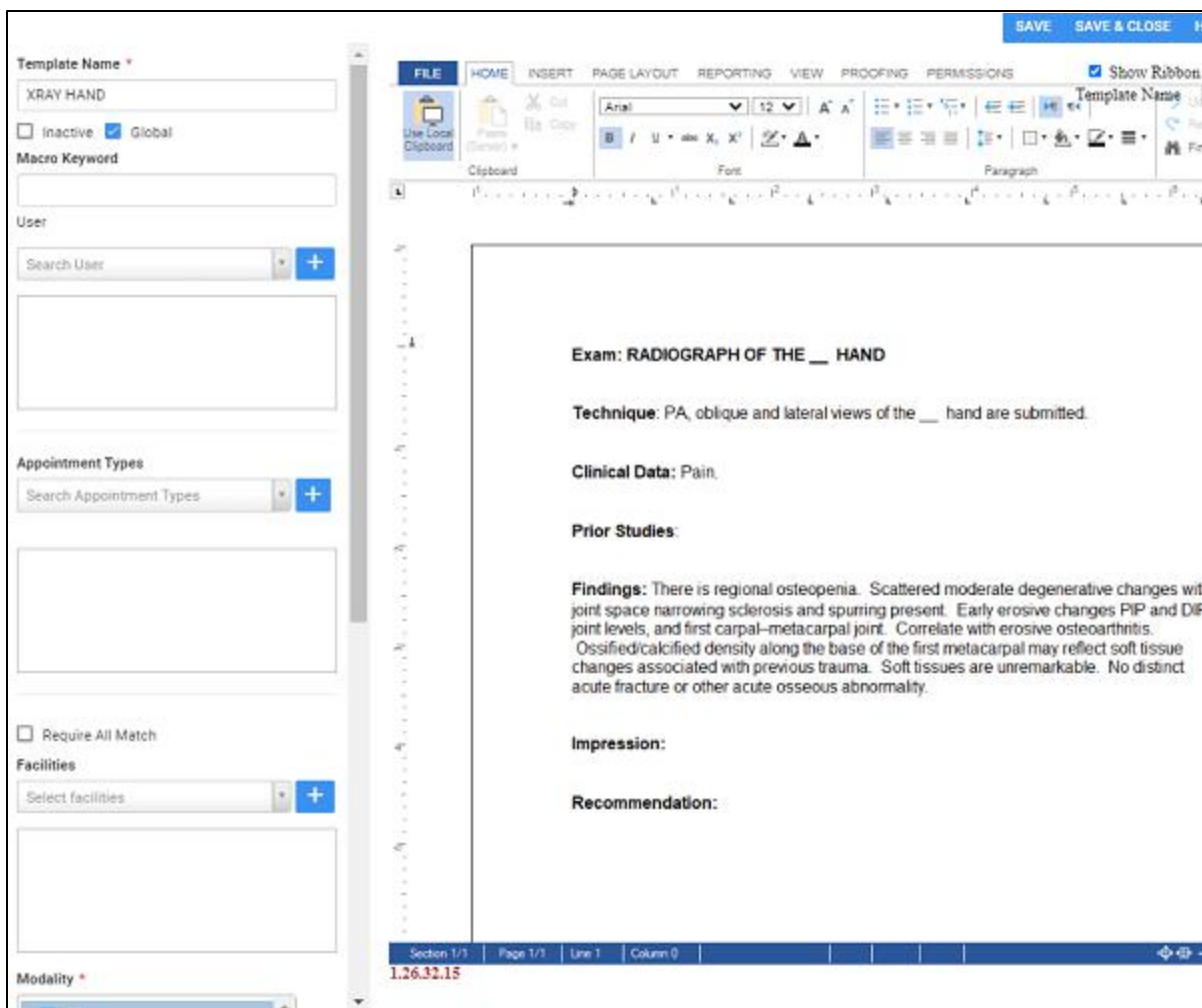 SAVE SAVE & CLOSE
Template Name *
XRAY HAND
Inactive Global
Macro Keyword
User
Search User
Appointment Types
Search Appointment Types
Require All Match
Facilities
Select facilities
Modality *
FILE HOME INSERT PAGE LAYOUT REPORTING VIEW PROOFING PERMISSIONS Show Ribbon
Template Name
Use Local Clipboard
Paste (Server)
Cut
Copy
Arial 12
Clipboard Font Paragraph
Exam: RADIOGRAPH OF THE __ HAND
Technique: PA, oblique and lateral views of the __ hand are submitted.
Clinical Data: Pain.
Prior Studies:
Findings: There is regional osteopenia. Scattered moderate degenerative changes wit
joint space narrowing sclerosis and spurring present. Early erosive changes PIP and DIP
joint levels, and first carpal–metacarpal joint. Correlate with erosive osteoarthritis.
Ossified/calcified density along the base of the first metacarpal may reflect soft tissue
changes associated with previous trauma. Soft tissues are unremarkable. No distinct
acute fracture or other acute osseous abnormality.
Impression:
Recommendation:
Section 1/1 Page 1/1 Line 1 Column 0
1.26.32.15